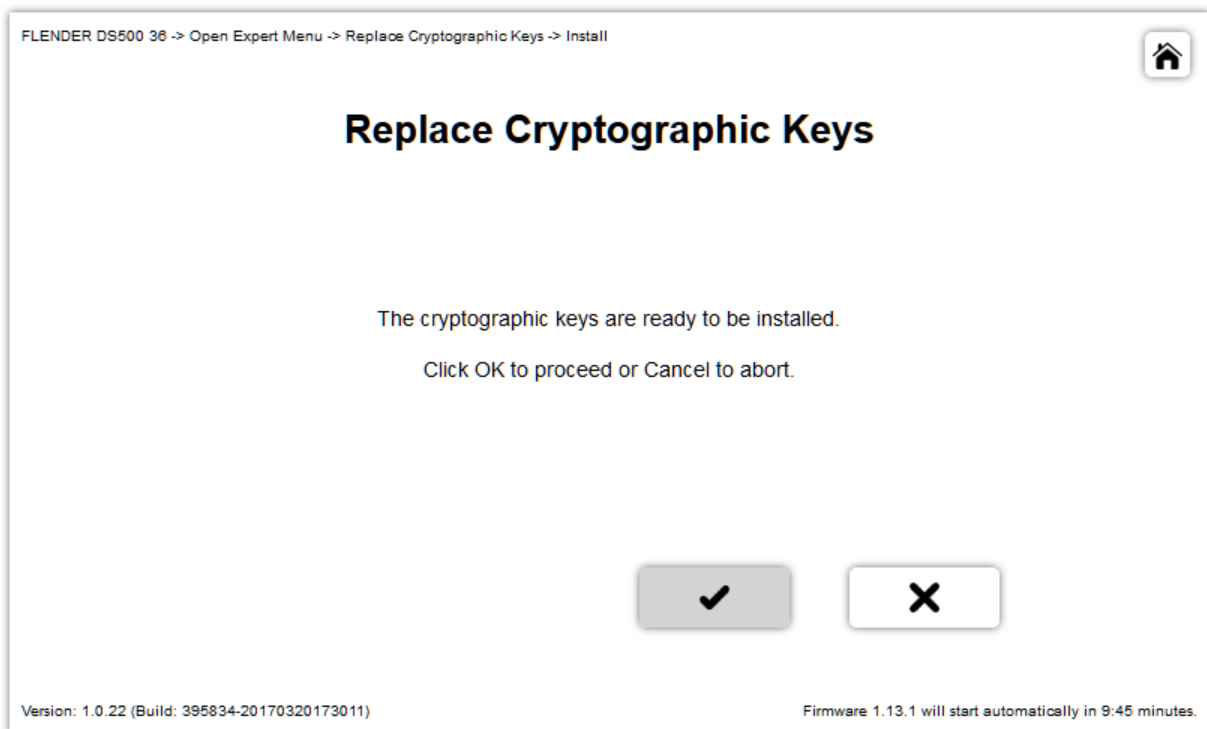 FLENDER DS500 36 -> Open Expert Menu -> Replace Cryptographic Keys -> Install
Replace Cryptographic Keys
The cryptographic keys are ready to be installed.
Click OK to proceed or Cancel to abort.
Version: 1.0.22 (Build: 395834-20170320173011)
Firmware 1.13.1 will start automatically in 9:45 minutes.